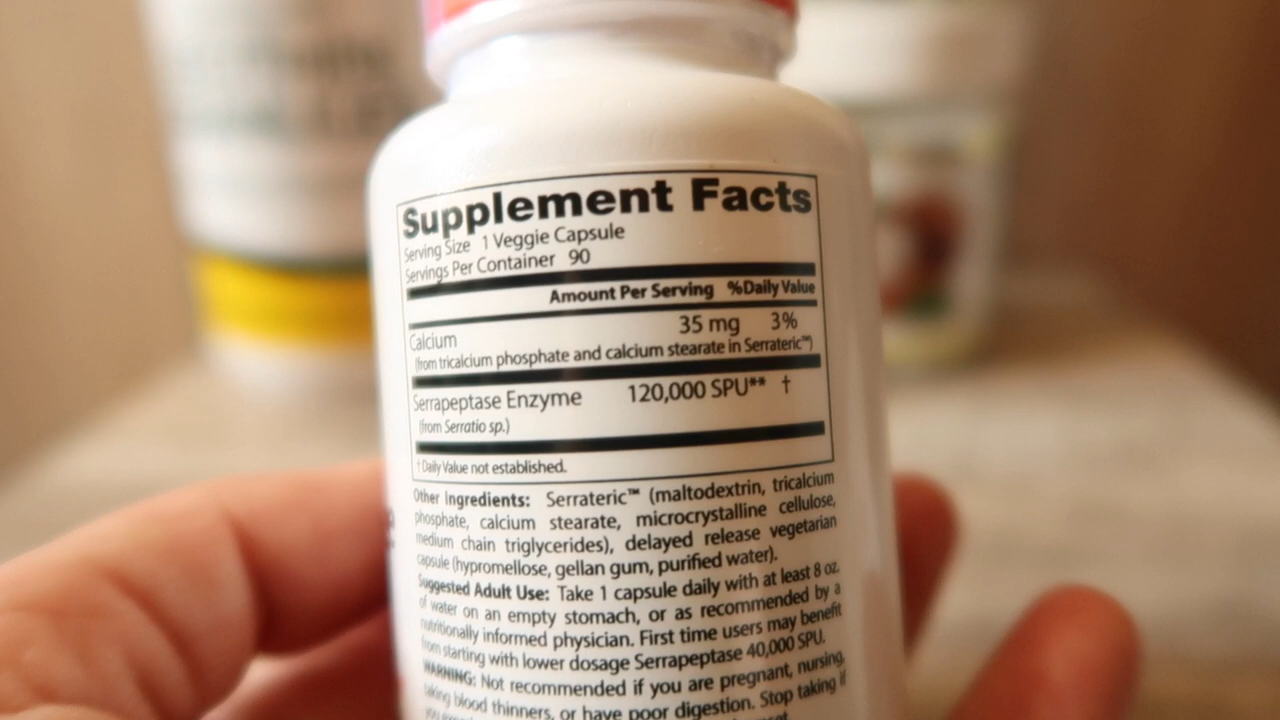 Supplement Facts
Serving Size 1 Veggie Capsule
Servings Per Container 90
Amount Per Serving %Daily Value
Calcium 35 mg 3%
(from tricalcium phosphate and calcium stearate in Serrateric™)
Serrapeptase Enzyme 120,000 SPU** †
(from Serratio sp.)
† Daily Value not established.
Other Ingredients: Serrateric™ (maltodextrin, tricalcium
phosphate, calcium stearate, microcrystalline cellulose,
medium chain triglycerides), delayed release vegetarian
capsule (hypromellose, gellan gum, purified water).
Suggested Adult Use: Take 1 capsule daily with at least 8 oz.
of water on an empty stomach, or as recommended by a
nutritionally informed physician. First time users may benefit
from starting with lower dosage Serrapeptase 40,000 SPU.
WARNING: Not recommended if you are pregnant, nursing,
taking blood thinners, or have poor digestion. Stop taking if
you